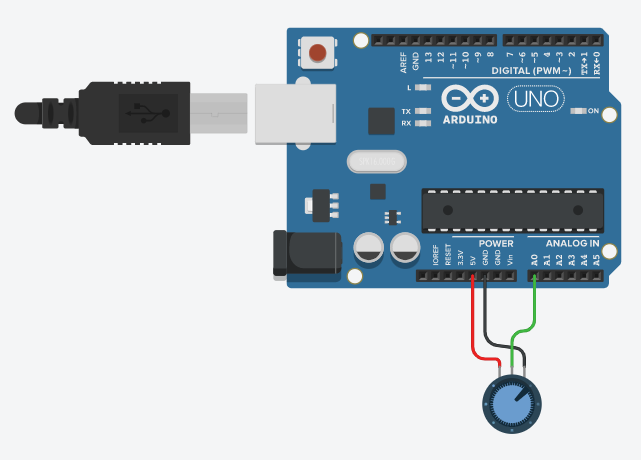 AREF
GND
13
12
~11
~10
~9
8
7
~6
~5
4
~3
2
TX→1
RX←0
DIGITAL (PWM ~)
L
TX
RX
ARDUINO
UNO
ON
POWER
ANALOG IN
IOREF
RESET
3.3V
5V
GND
GND
Vin
A0
A1
A2
A3
A4
A5